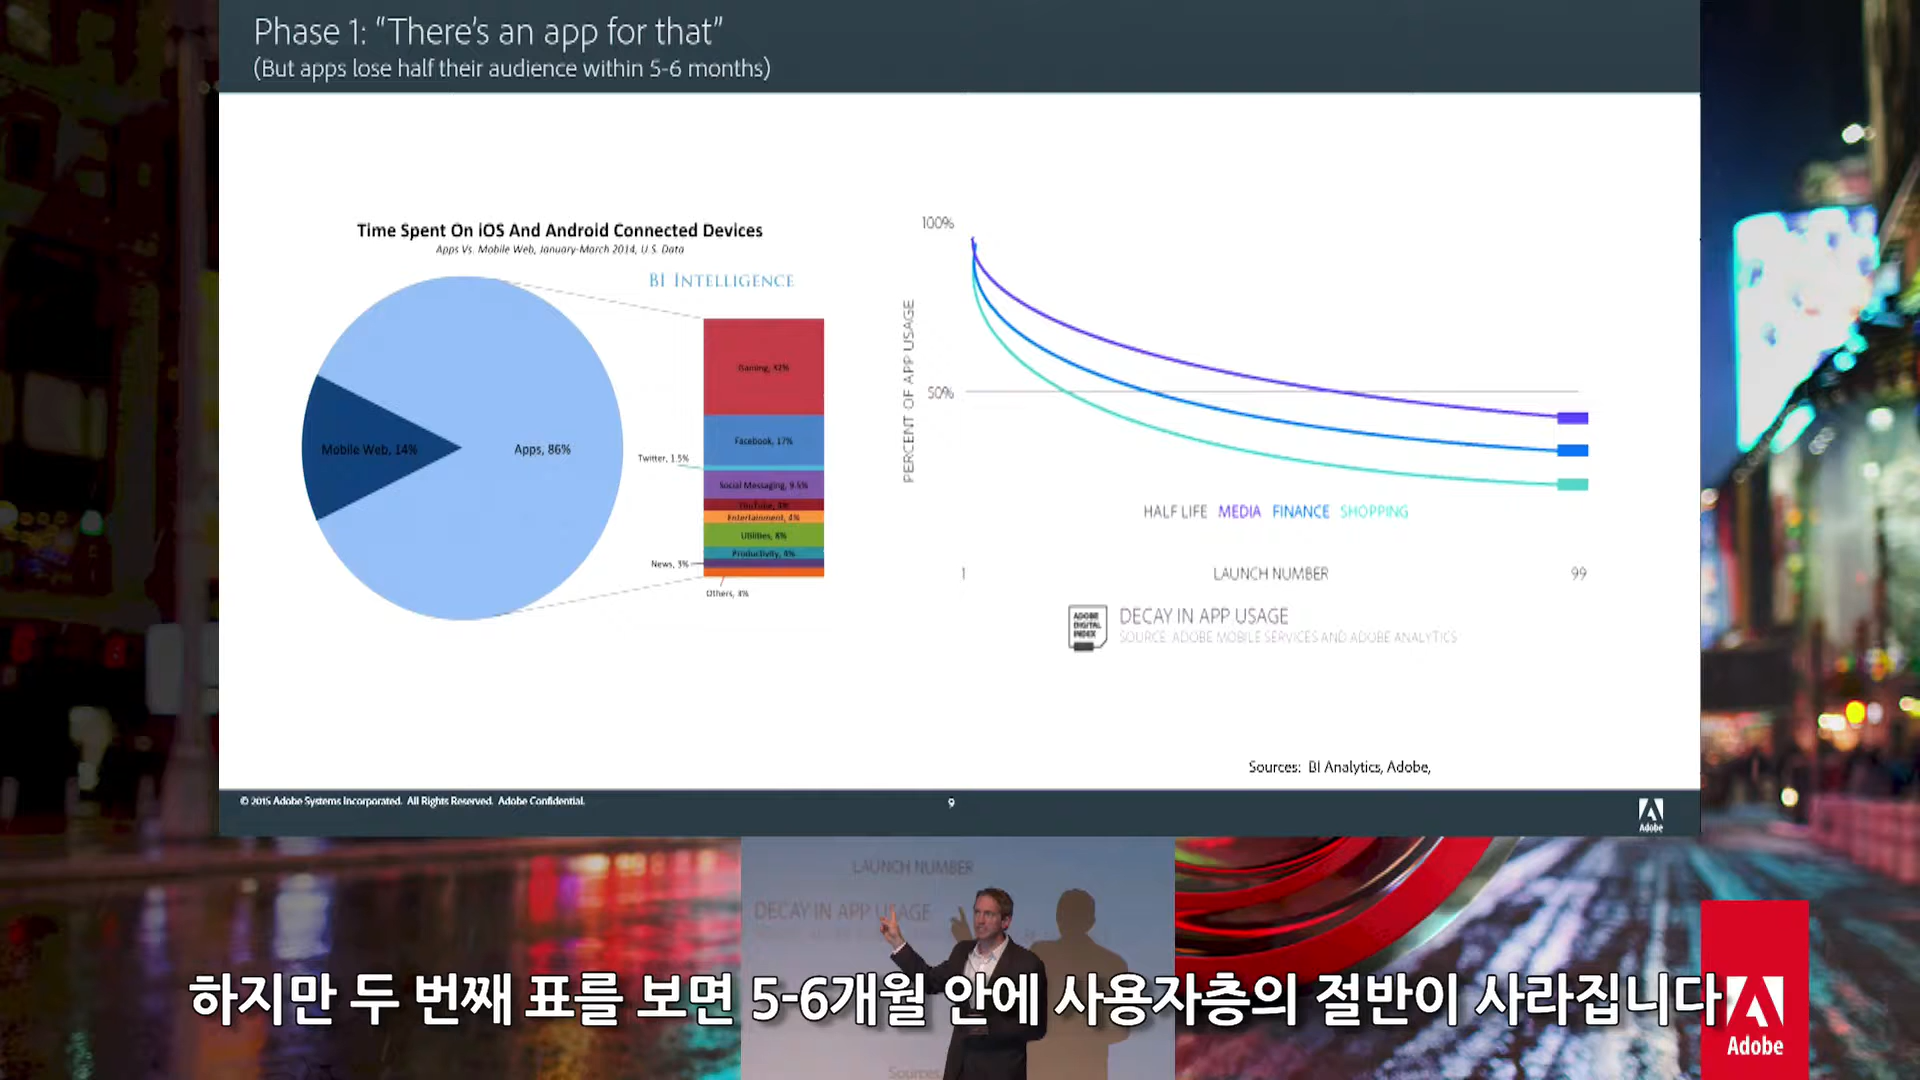 Phase 1: “There’s an app for that”
(But apps lose half their audience within 5-6 months)
Time Spent On iOS And Android Connected Devices
Apps Vs. Mobile Web, January-March 2014, U.S. Data
BI INTELLIGENCE
Mobile Web, 14%
Apps, 86%
Gaming, 32%
Facebook, 17%
Twitter, 1.5%
Social Messaging, 9.5%
YouTube, 4%
Entertainment, 4%
Utilities, 8%
Productivity, 4%
News, 3%
Others, 3%
100%
50%
PERCENT OF APP USAGE
HALF LIFE MEDIA FINANCE SHOPPING
1
LAUNCH NUMBER
99
ADOBE DIGITAL INDEX
DECAY IN APP USAGE
SOURCE: ADOBE MOBILE SERVICES AND ADOBE ANALYTICS
Sources: BI Analytics, Adobe,
© 2015 Adobe Systems Incorporated. All Rights Reserved. Adobe Confidential.
9
Adobe
LAUNCH NUMBER
DECAY IN APP USAGE
하지만 두 번째 표를 보면 5-6개월 안에 사용자층의 절반이 사라집니다
Adobe
Sources